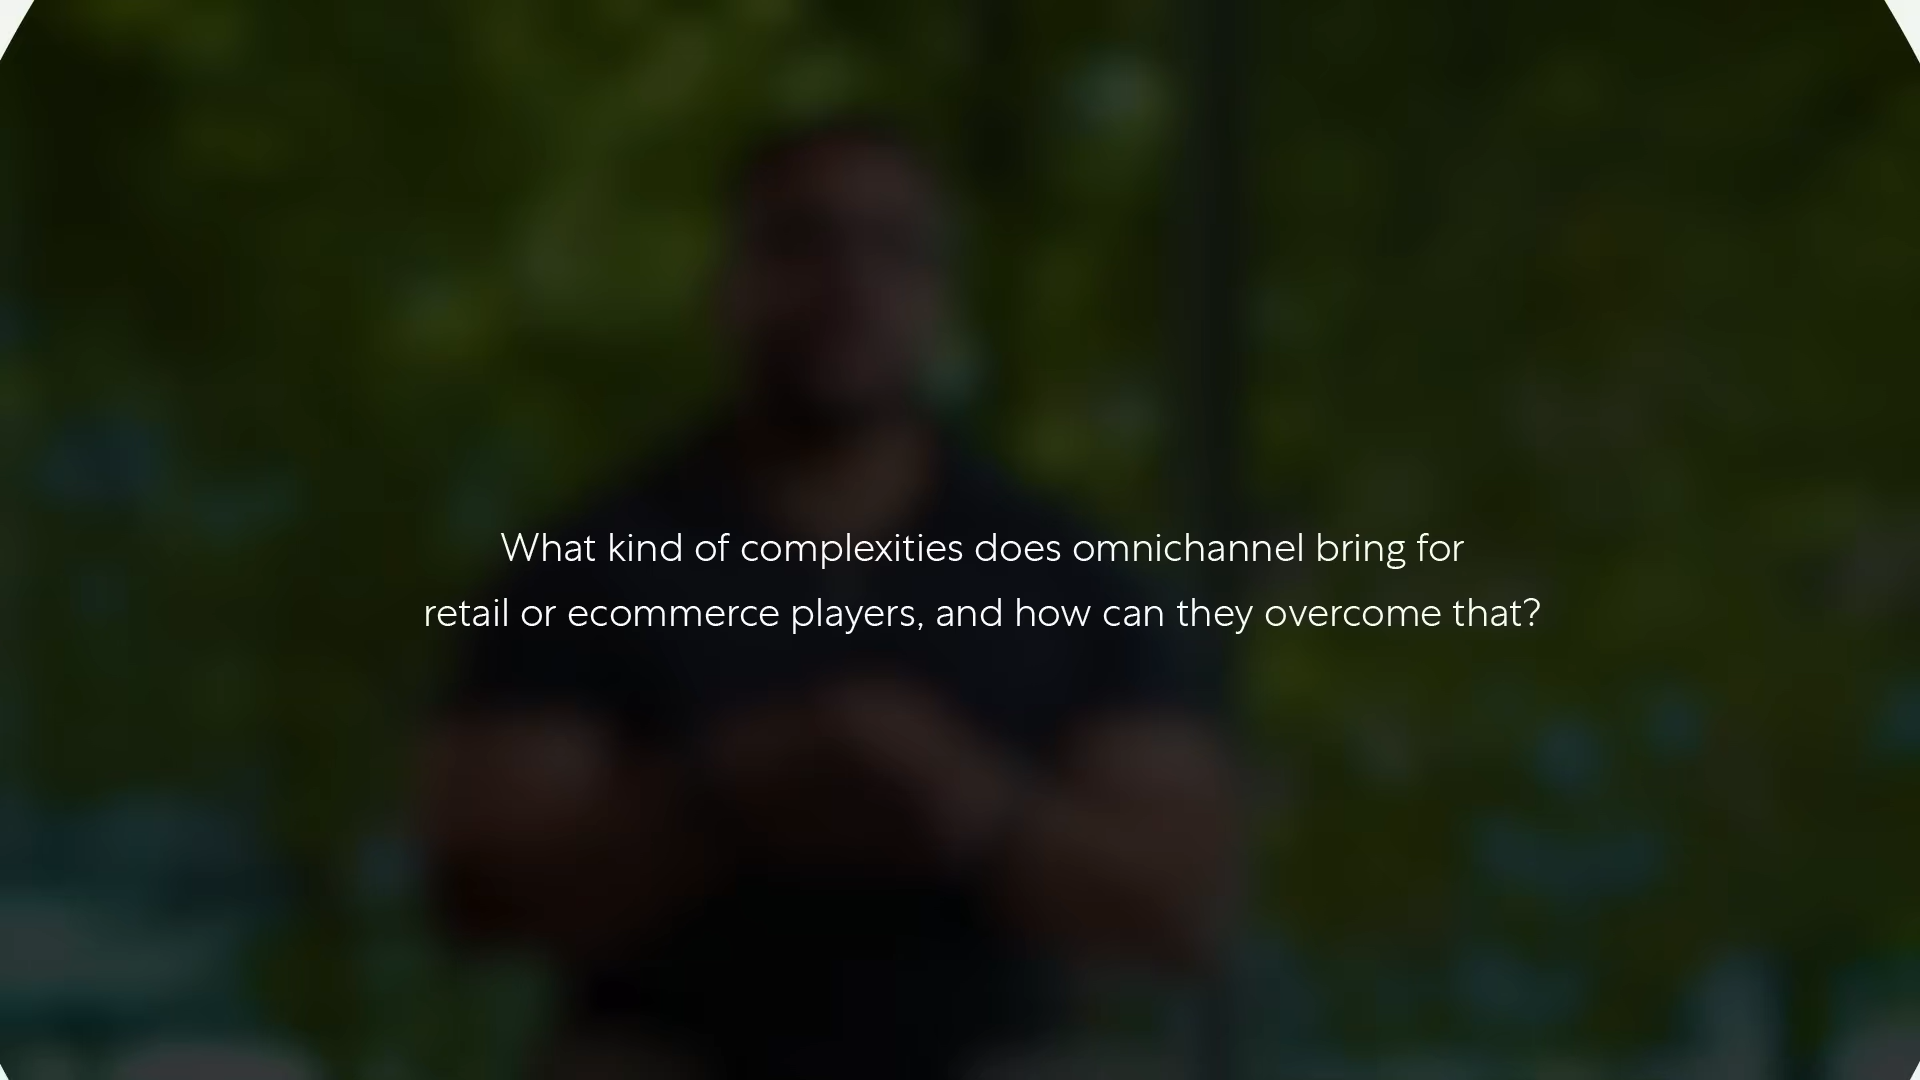 What kind of complexities does omnichannel bring for
retail or ecommerce players, and how can they overcome that?